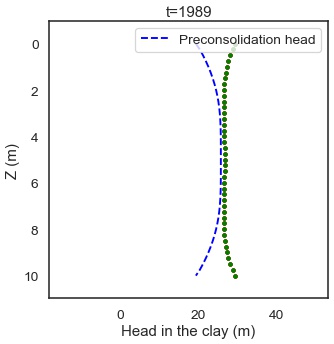 t=1989
Preconsolidation head
0
2
4
6
8
10
Z (m)
0
20
40
Head in the clay (m)